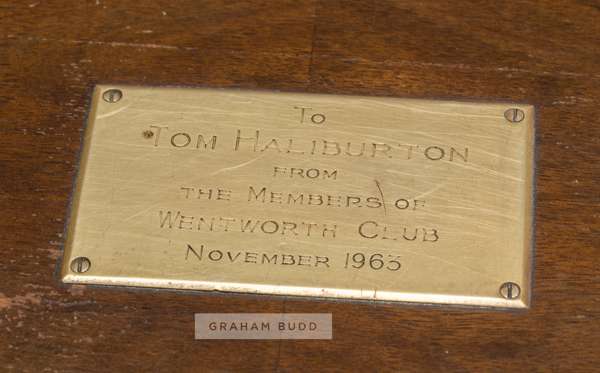 To
TOM HALIBURTON
FROM
THE MEMBERS OF
WENTWORTH CLUB
NOVEMBER 1963
GRAHAM BUDD